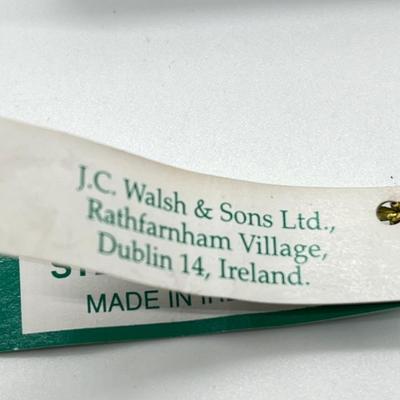 J.C. Walsh & Sons Ltd.,
Rathfarnham Village,
Dublin 14, Ireland.
MADE IN